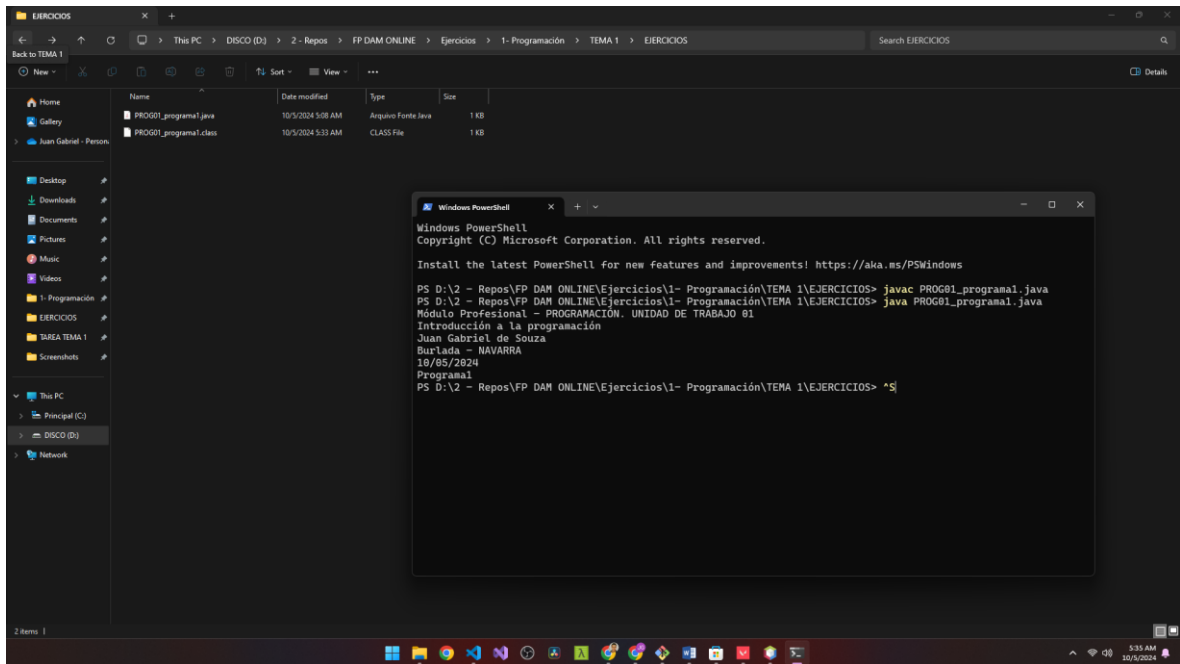 EJERCICIOS
This PC > DISCO (D:) > 2 - Repos > FP DAM ONLINE > Ejercicios > 1- Programación > TEMA 1 > EJERCICIOS
Search EJERCICIOS
Back to TEMA 1
New
Sort
View
Details
Name Date modified Type Size
PROG01_programa1.java 10/5/2024 5:08 AM Arquivo Fonte Java 1 KB
PROG01_programa1.class 10/5/2024 5:33 AM CLASS File 1 KB
Home
Gallery
Juan Gabriel - Person
Desktop
Downloads
Documents
Pictures
Music
Videos
1- Programación
EJERCICIOS
TAREA TEMA 1
Screenshots
This PC
Principal (C:)
DISCO (D:)
Network
Windows PowerShell
Windows PowerShell
Copyright (C) Microsoft Corporation. All rights reserved.
Install the latest PowerShell for new features and improvements! https://aka.ms/PSWindows
PS D:\2 - Repos\FP DAM ONLINE\Ejercicios\1- Programación\TEMA 1\EJERCICIOS> javac PROG01_programa1.java
PS D:\2 - Repos\FP DAM ONLINE\Ejercicios\1- Programación\TEMA 1\EJERCICIOS> java PROG01_programa1.java
Módulo Profesional - PROGRAMACIÓN. UNIDAD DE TRABAJO 01
Introducción a la programación
Juan Gabriel de Souza
Burlada - NAVARRA
10/05/2024
Programa1
PS D:\2 - Repos\FP DAM ONLINE\Ejercicios\1- Programación\TEMA 1\EJERCICIOS> ^S
2 items
5:35 AM
10/5/2024